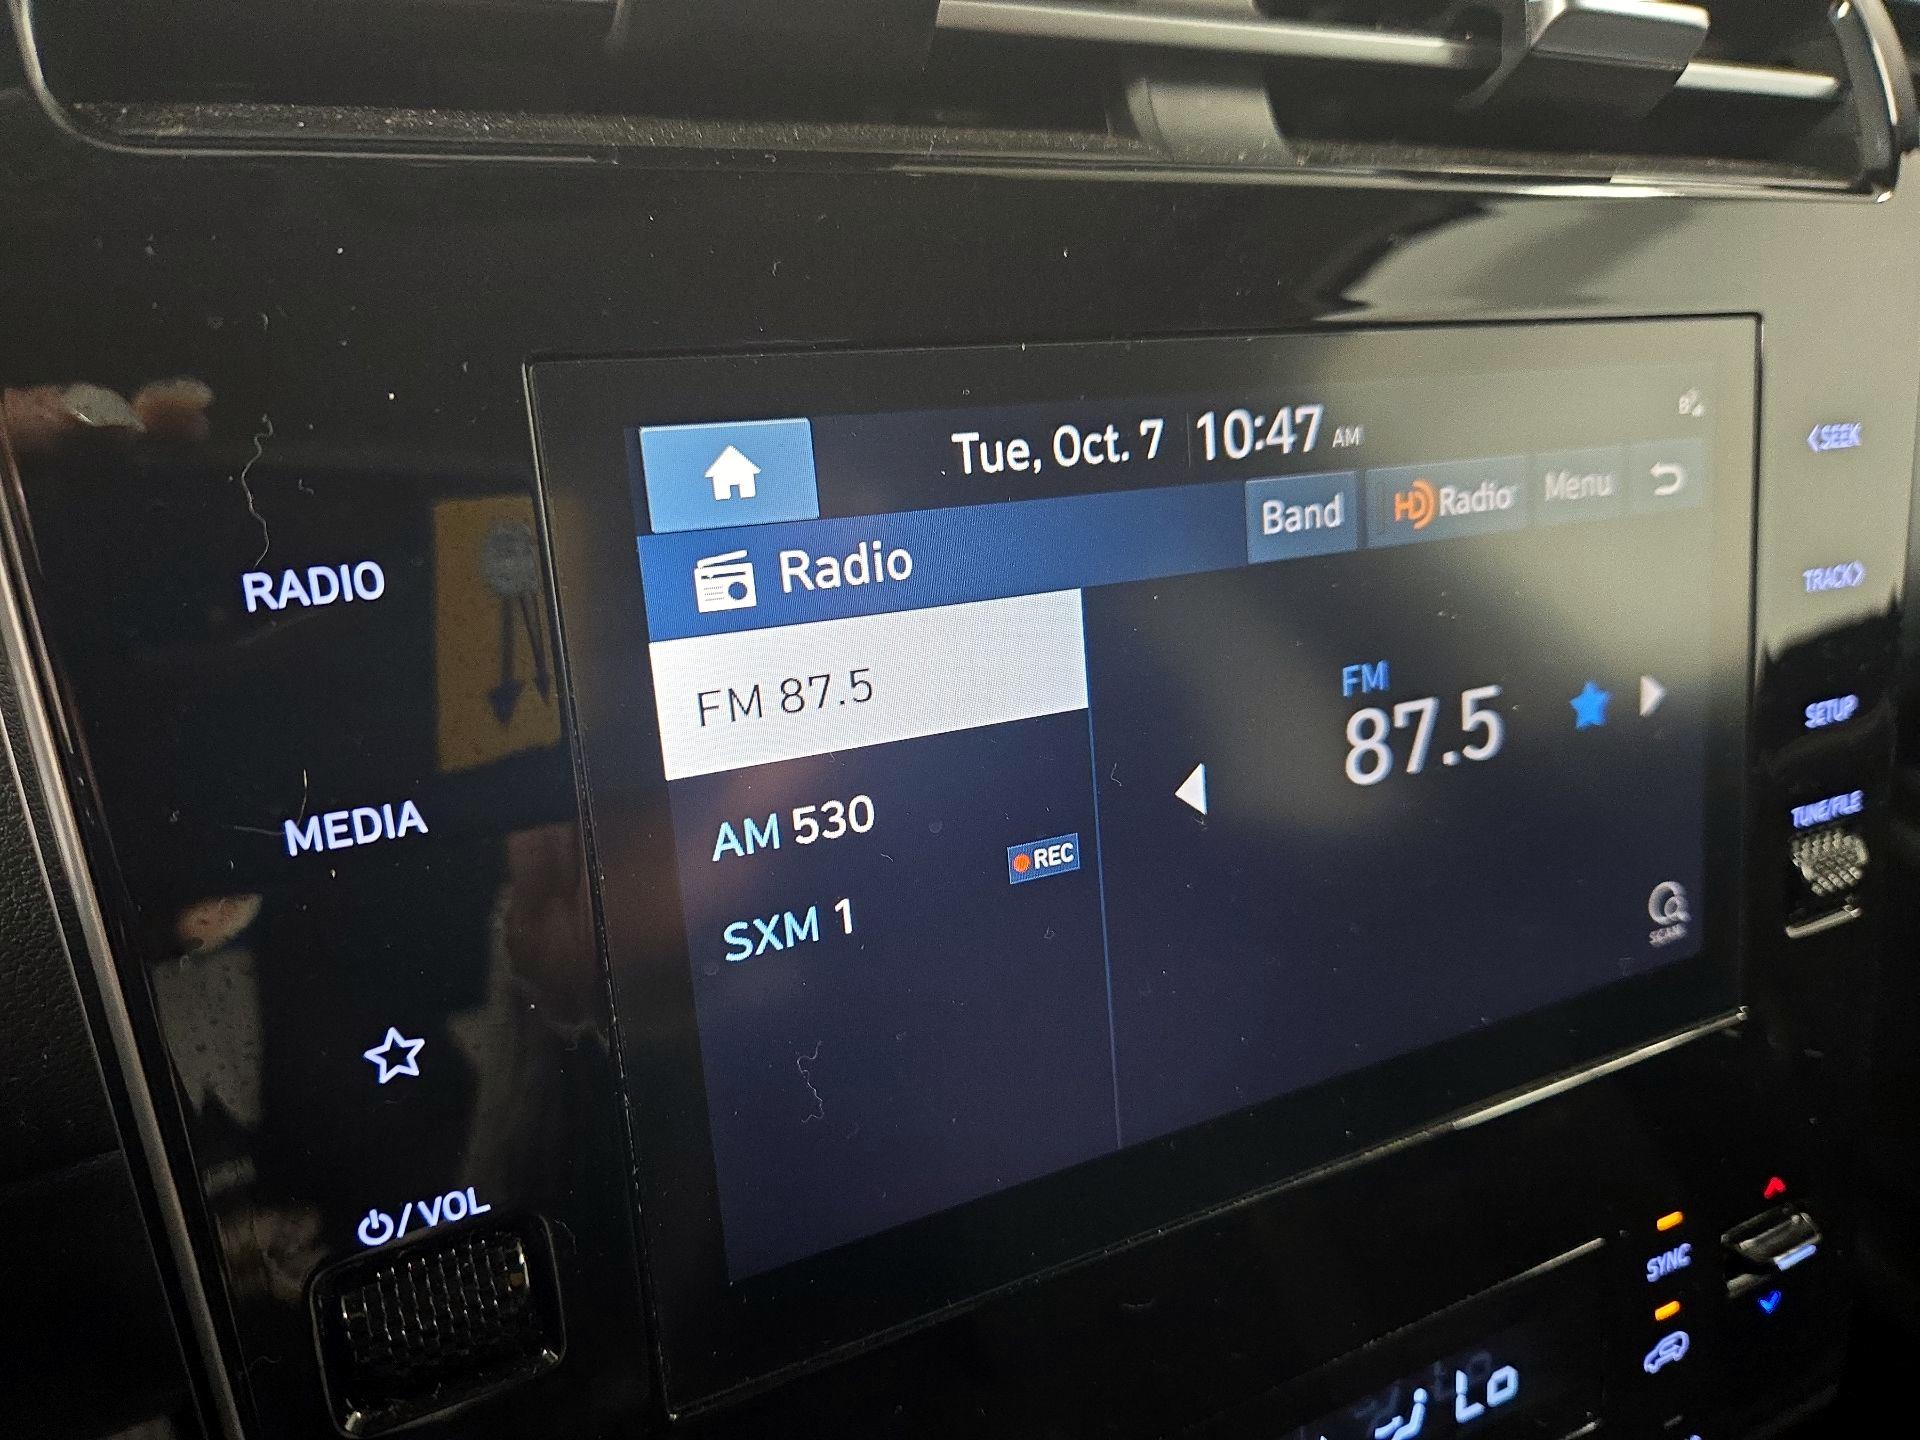 Tue, Oct. 7 10:47 AM
Band HD Radio Menu
Radio
FM 87.5
AM 530
REC
SXM 1
FM
87.5
SCAN
RADIO
MEDIA
/ VOL
< SEEK
TRACK >
SETUP
TUNE/FILE
SYNC
Lo